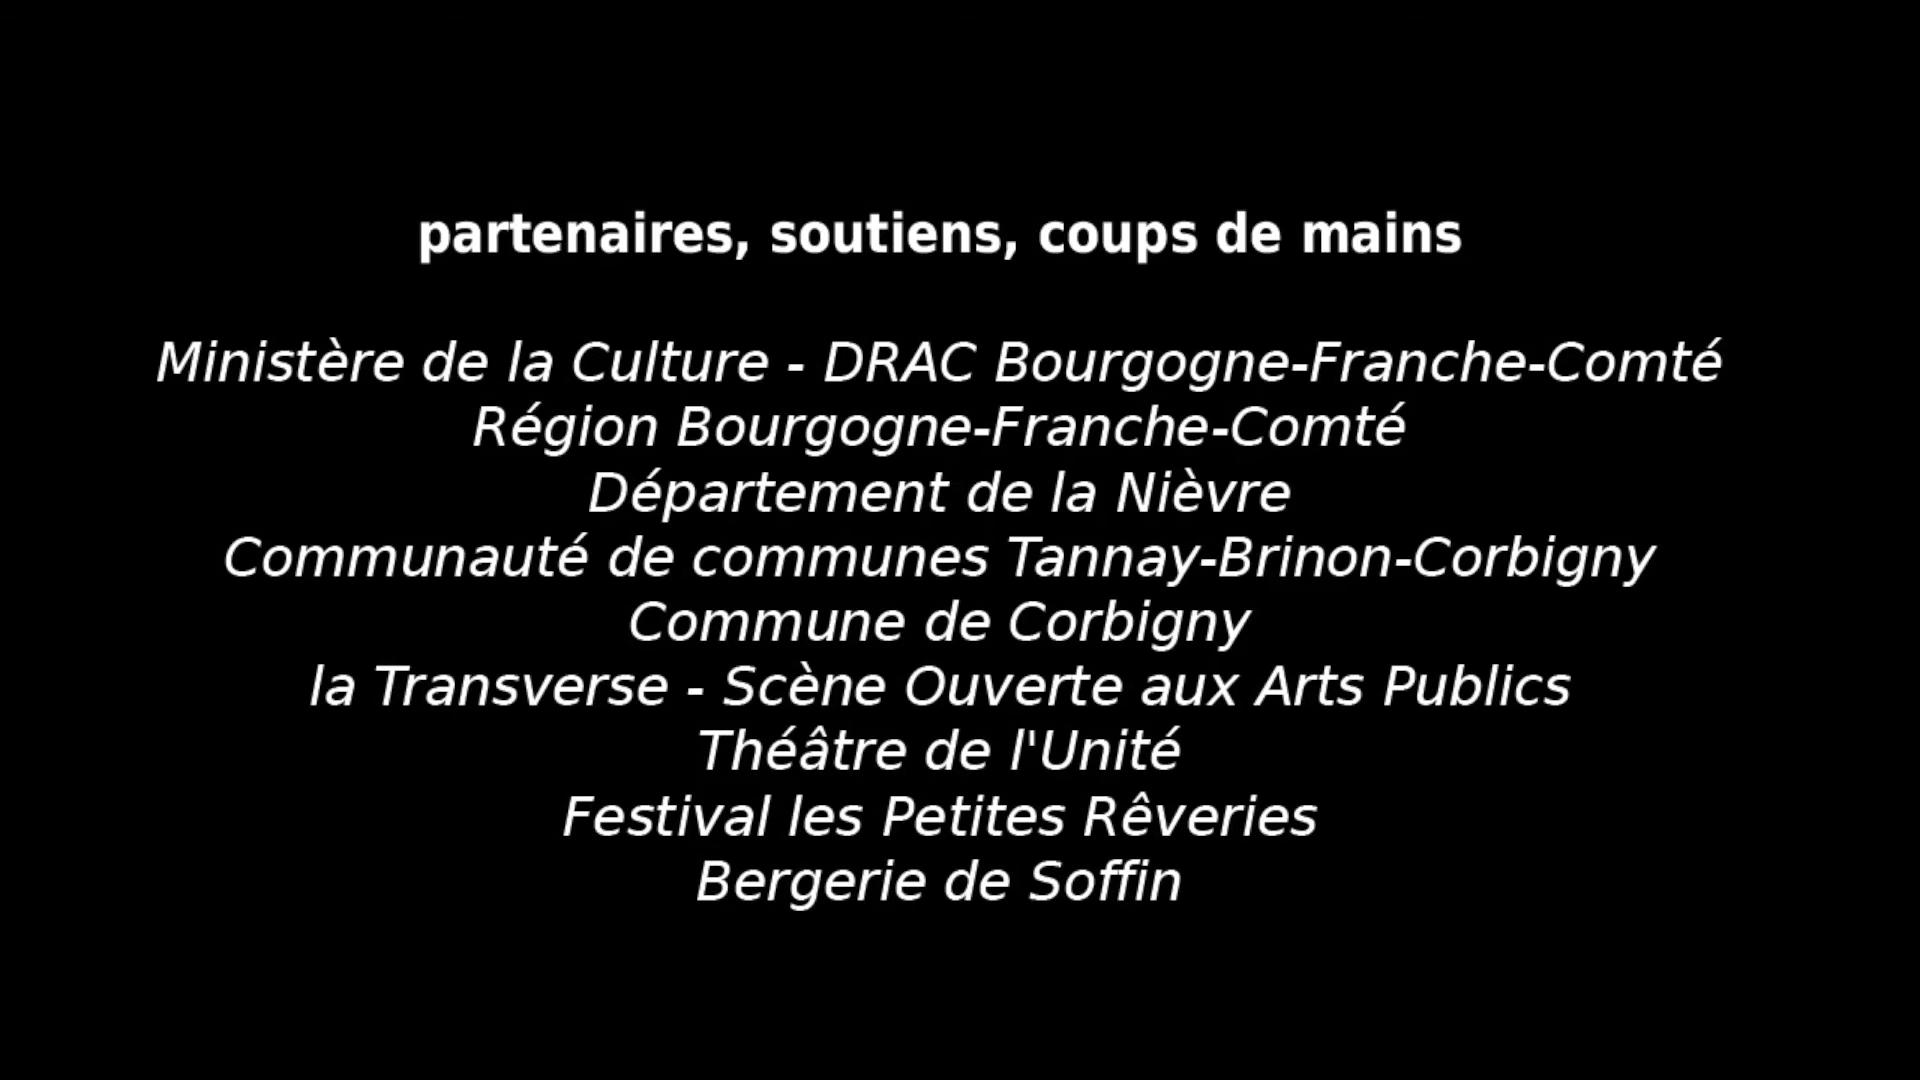 partenaires, soutiens, coups de mains
Ministère de la Culture - DRAC Bourgogne-Franche-Comté
Région Bourgogne-Franche-Comté
Département de la Nièvre
Communauté de communes Tannay-Brinon-Corbigny
Commune de Corbigny
la Transverse - Scène Ouverte aux Arts Publics
Théâtre de l'Unité
Festival les Petites Rêveries
Bergerie de Soffin